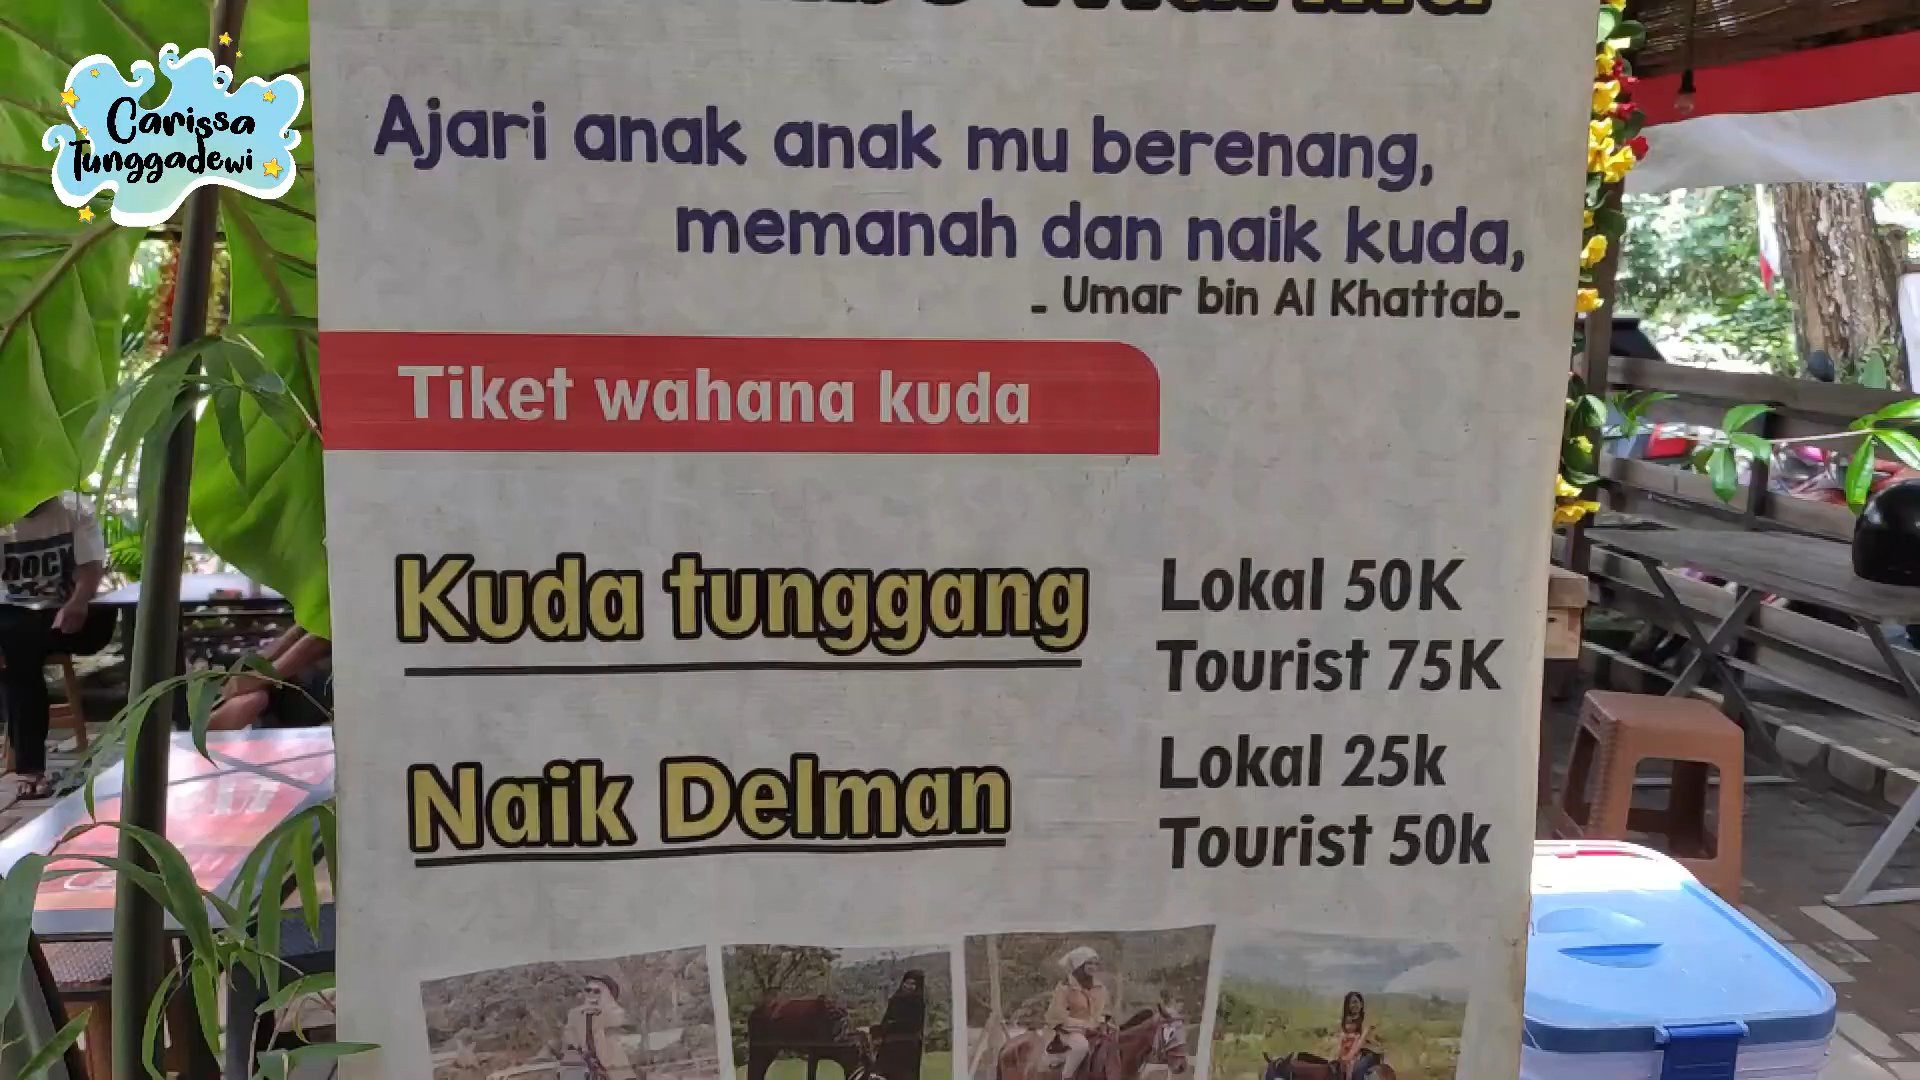 Carissa
Tunggadewi
Ajari anak anak mu berenang,
memanah dan naik kuda,
_ Umar bin Al Khattab_
Tiket wahana kuda
Kuda tunggang
Lokal 50K
Tourist 75K
Naik Delman
Lokal 25k
Tourist 50k
ROCK